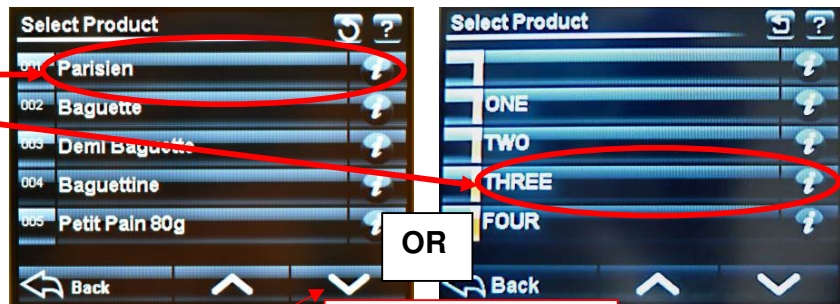 Select Product
?
001 Parisien
002 Baguette
003 Demi Baguette
004 Baguettine
005 Petit Pain 80g
Back
OR
Select Product
?
ONE
TWO
THREE
FOUR
Back